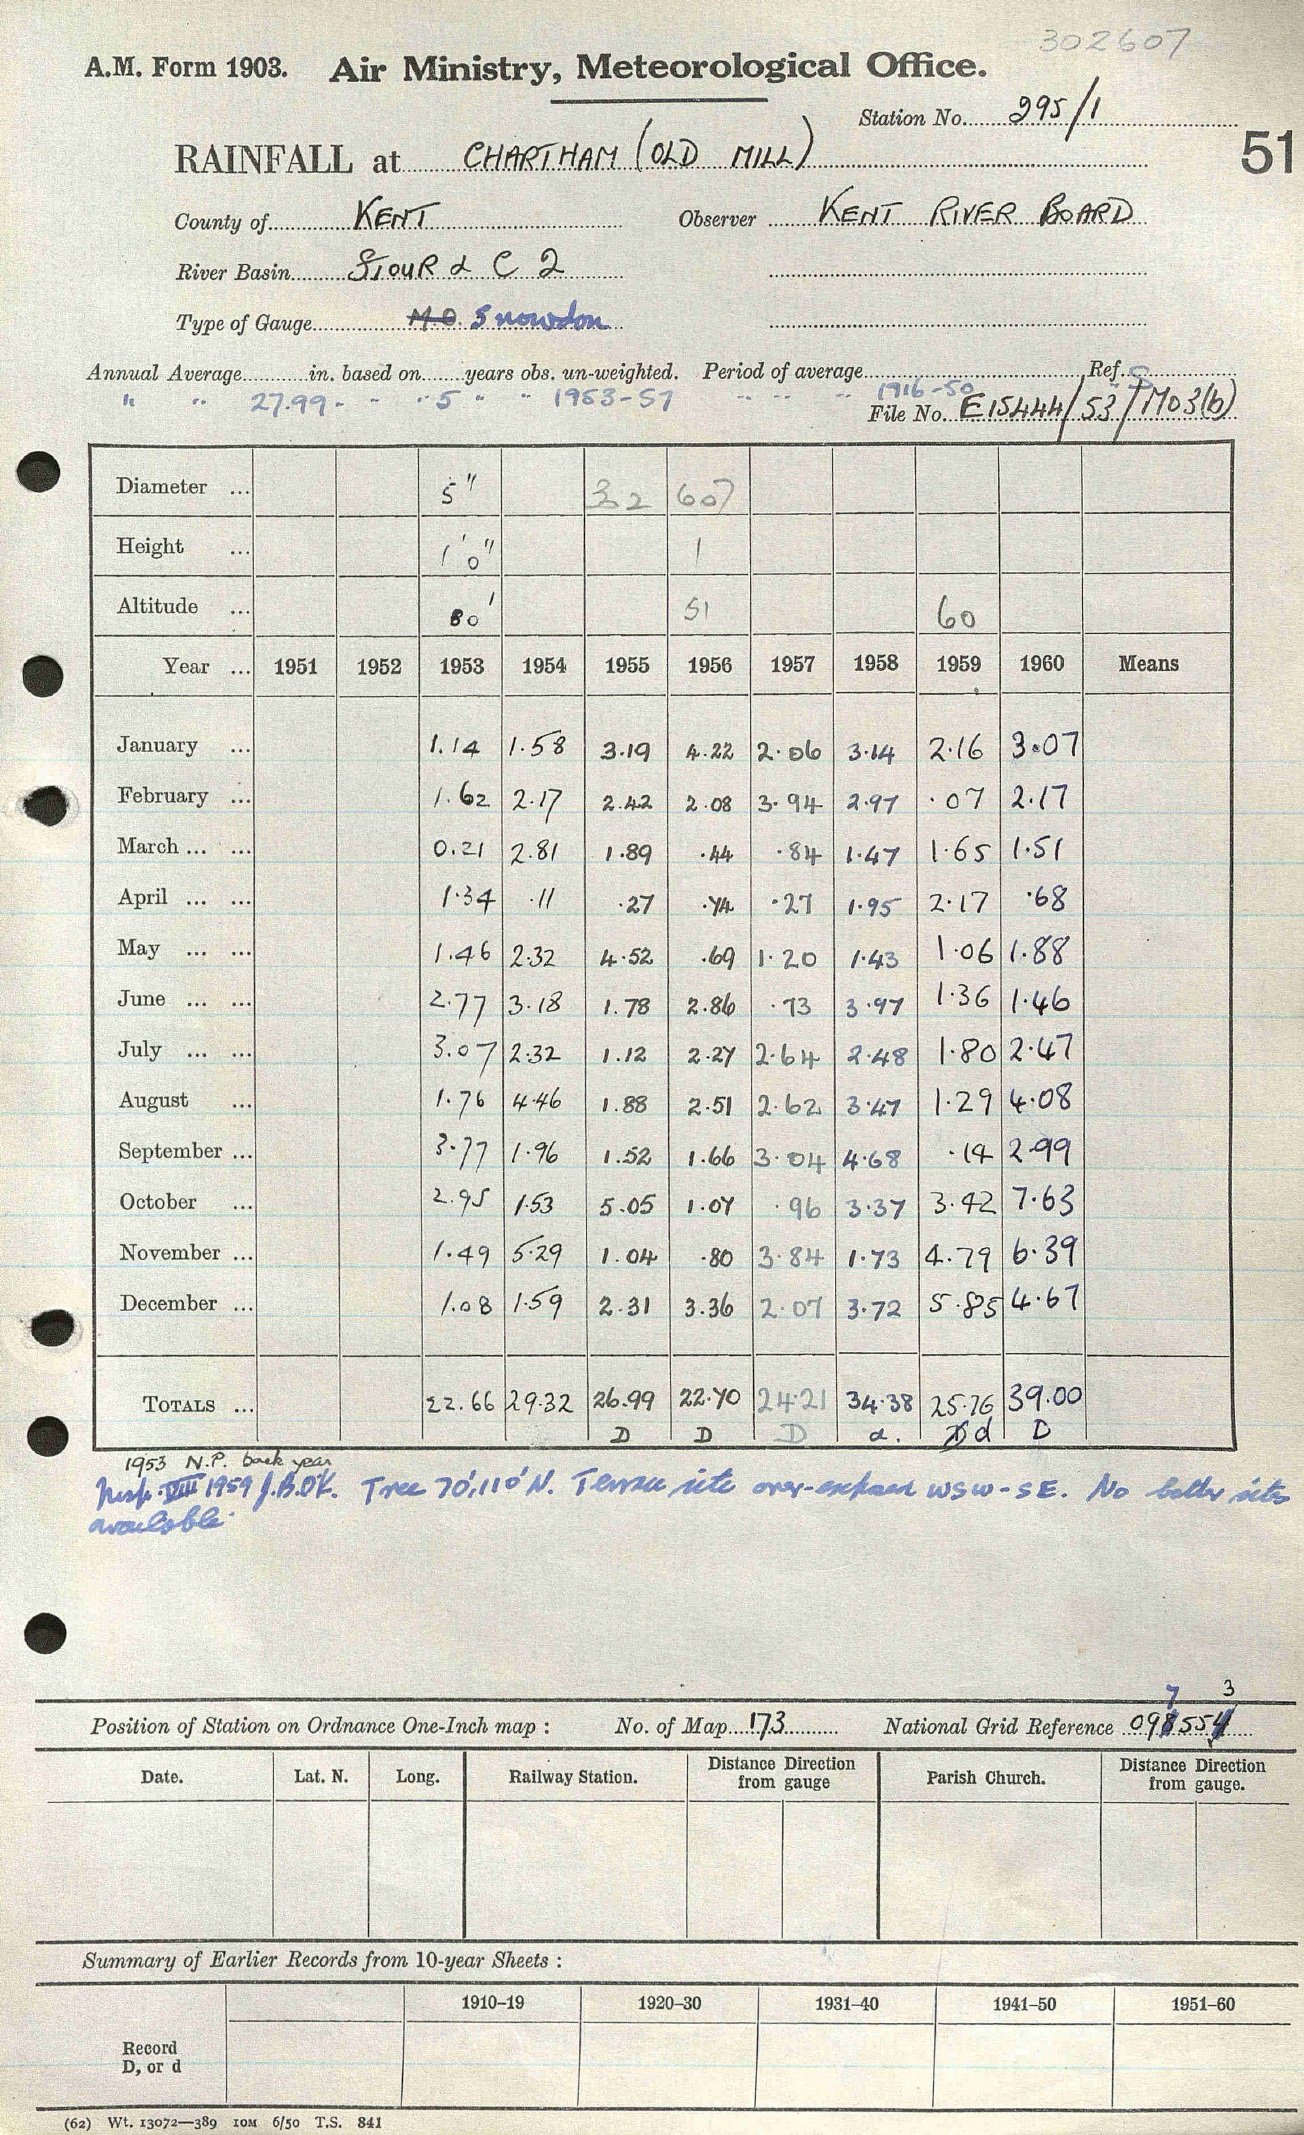 302607
A.M. Form 1903. Air Ministry, Meteorological Office.
Station No. 295/1
51
RAINFALL at CHARTHAM (OLD MILL)
County of KENT Observer KENT RIVER BOARD
River Basin STOUR & C 2
Type of Gauge M.O. Snowdon
Annual Average in. based on years obs. un-weighted. Period of average 1916-50 Ref. S
" " 27.99 " " " 5 " " 1953-57 " " "
File No. E15444/53/M03(b)
Diameter ... 5" 32 607
Height ... 1'0" 1
Altitude ... 80' 51 60
Year ... 1951 1952 1953 1954 1955 1956 1957 1958 1959 1960 Means
January ... 1.14 1.58 3.19 4.22 2.06 3.14 2.16 3.07
February ... 1.62 2.17 2.42 2.08 3.94 2.97 .07 2.17
March ... ... 0.21 2.81 1.89 .44 .84 1.47 1.65 1.51
April ... ... 1.34 .11 .27 .74 .27 1.95 2.17 .68
May ... ... 1.46 2.32 4.52 .69 1.20 1.43 1.06 1.88
June ... ... 2.77 3.18 1.78 2.86 .73 3.97 1.36 1.46
July ... ... 3.07 2.32 1.12 2.27 2.64 2.48 1.80 2.47
August ... 1.76 4.46 1.88 2.51 2.62 3.47 1.29 4.08
September ... 3.77 1.96 1.52 1.66 3.04 4.68 .14 2.99
October ... 2.95 1.53 5.05 1.07 .96 3.37 3.42 7.63
November ... 1.49 5.29 1.04 .80 3.84 1.73 4.79 6.39
December ... 1.08 1.59 2.31 3.36 2.07 3.72 5.85 4.67
TOTALS ... 22.66 29.32 26.99 22.70 24.21 34.38 25.76 39.00
D D D d. D d D
1953 N.P. back year
Insp. VIII 1959 J.B.O'K. Tree 70', 110' N. Terrace site over-exposed WSW-SE. No better sites
available.
7 3
Position of Station on Ordnance One-Inch map : No. of Map 173 National Grid Reference 098554
Date. Lat. N. Long. Railway Station. Distance from gauge Direction Parish Church. Distance from gauge. Direction
Summary of Earlier Records from 10-year Sheets :
1910–19 1920–30 1931–40 1941–50 1951–60
Record
D, or d
(62) Wt. 13072—389 10M 6/50 T.S. 841